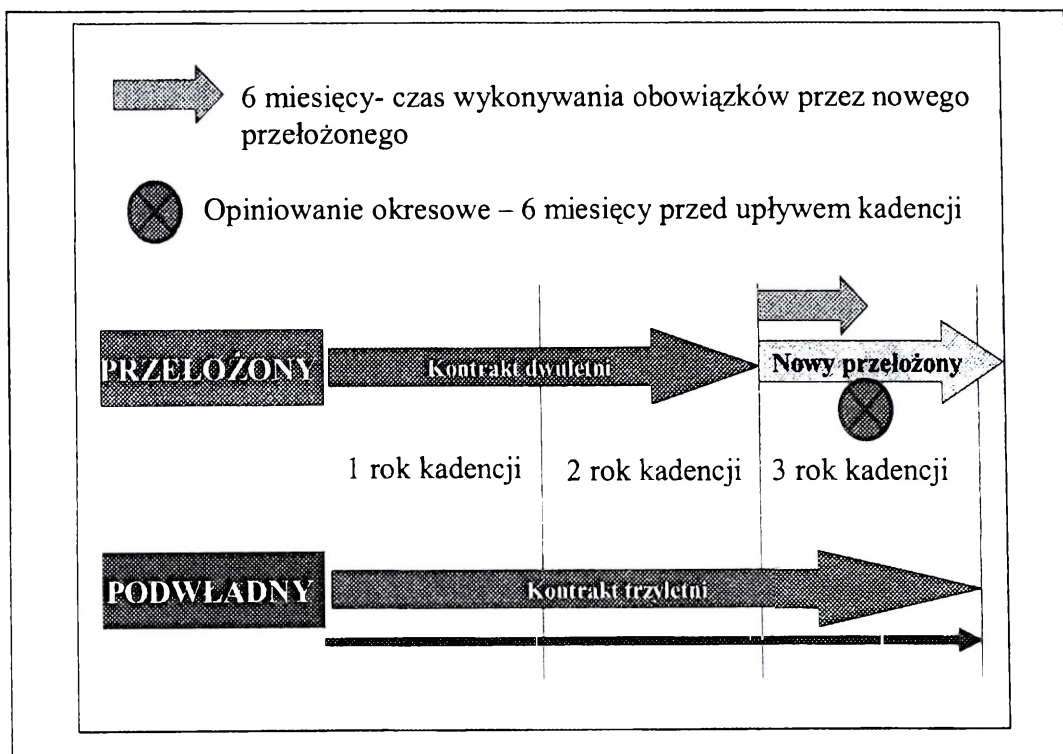 6 miesięcy- czas wykonywania obowiązków przez nowego
przełożonego
Opiniowanie okresowe – 6 miesięcy przed upływem kadencji
PRZEŁOŻONY
Kontrakt dwuletni
Nowy przełożony
1 rok kadencji
2 rok kadencji
3 rok kadencji
PODWŁADNY
Kontrakt trzyletni